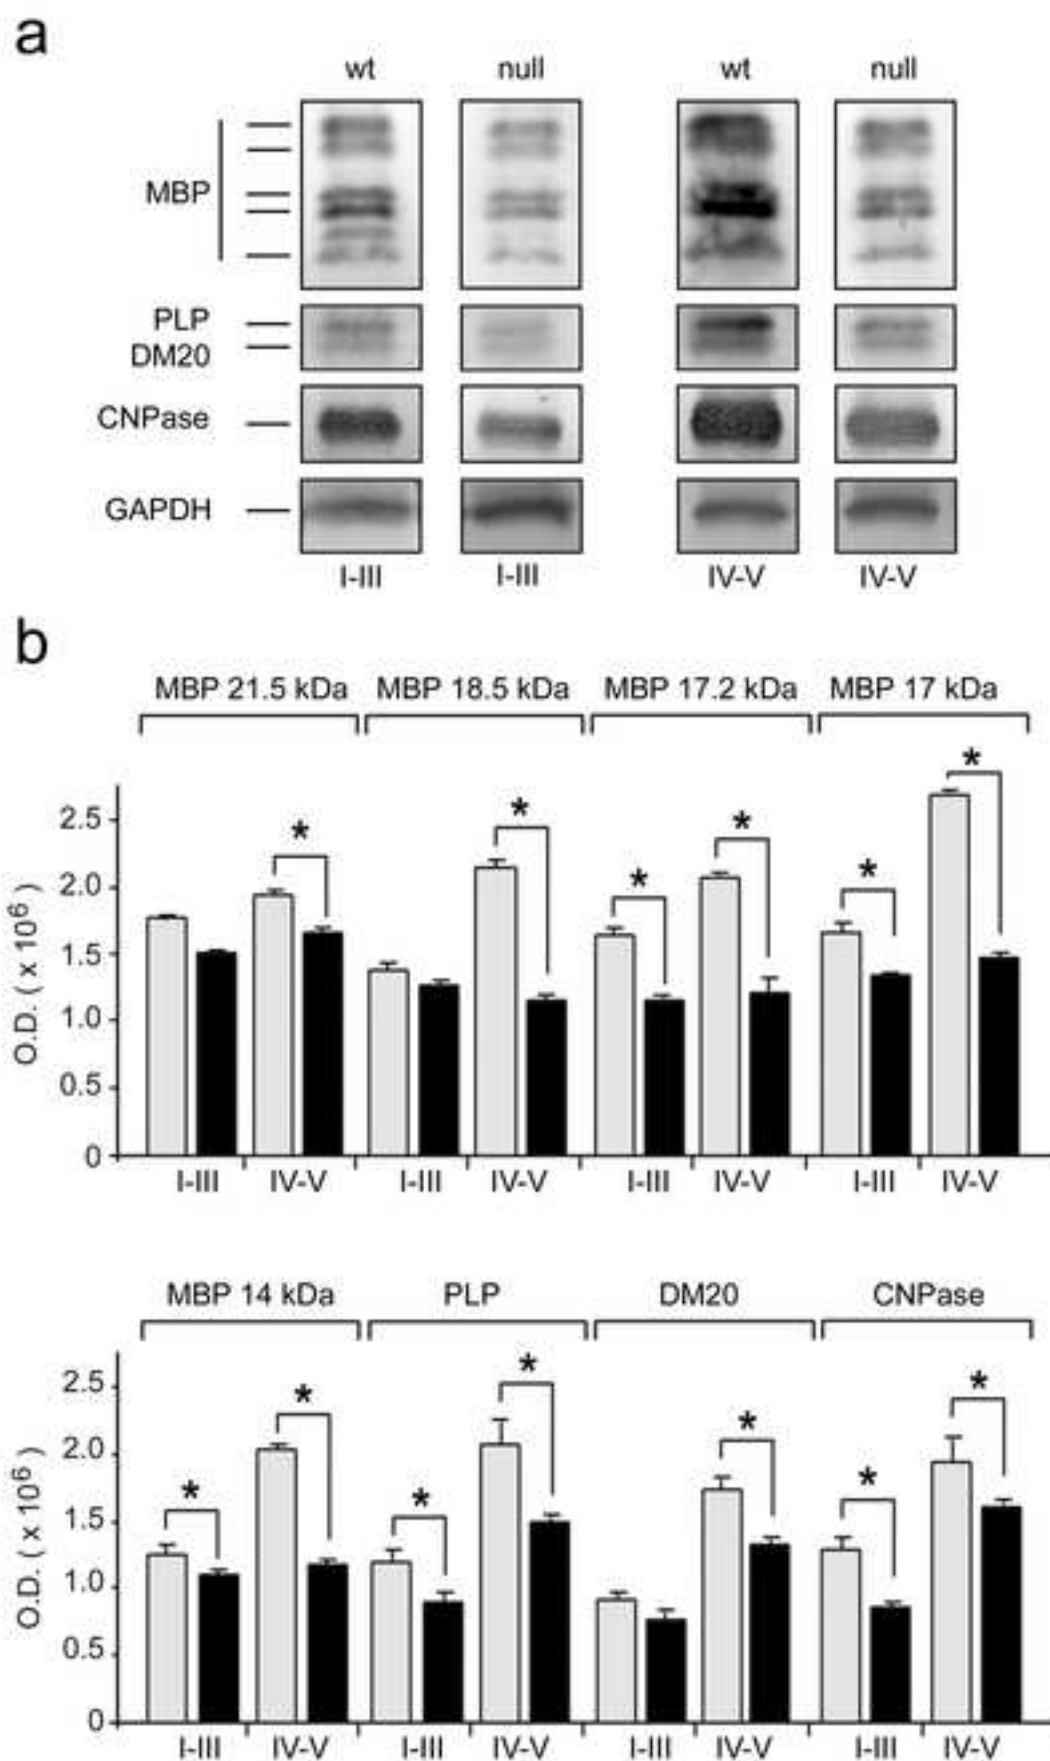 a
wt null wt null
MBP
PLP
DM20
CNPase
GAPDH
I-III I-III IV-V IV-V
b
MBP 21.5 kDa MBP 18.5 kDa MBP 17.2 kDa MBP 17 kDa
* * * * * *
2.5
2.0
1.5
1.0
0.5
0
O.D. ( x 10⁶ )
I-III IV-V I-III IV-V I-III IV-V I-III IV-V
MBP 14 kDa PLP DM20 CNPase
* * * * * * *
2.5
2.0
1.5
1.0
0.5
0
O.D. ( x 10⁶ )
I-III IV-V I-III IV-V I-III IV-V I-III IV-V